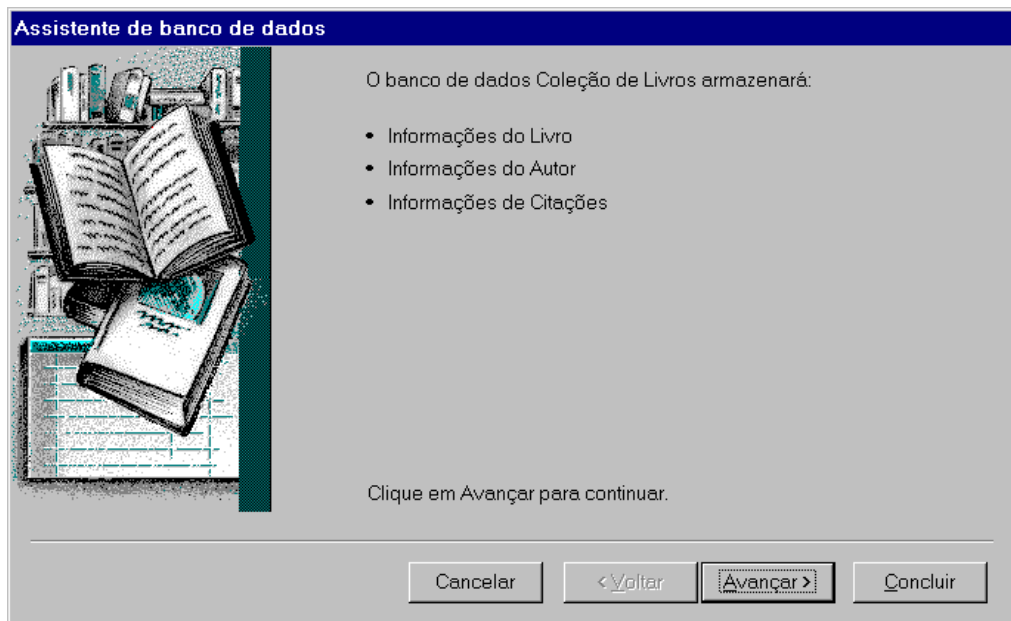 Assistente de banco de dados
O banco de dados Coleção de Livros armazenará:
• Informações do Livro
• Informações do Autor
• Informações de Citações
Clique em Avançar para continuar.
Cancelar
< Voltar
Avançar >
Concluir